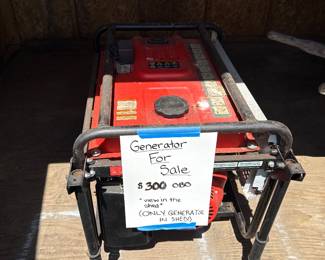 Generator
For
Sale
$300 OBO
*view in the
shed*
(ONLY GENERATOR
IN SHED)